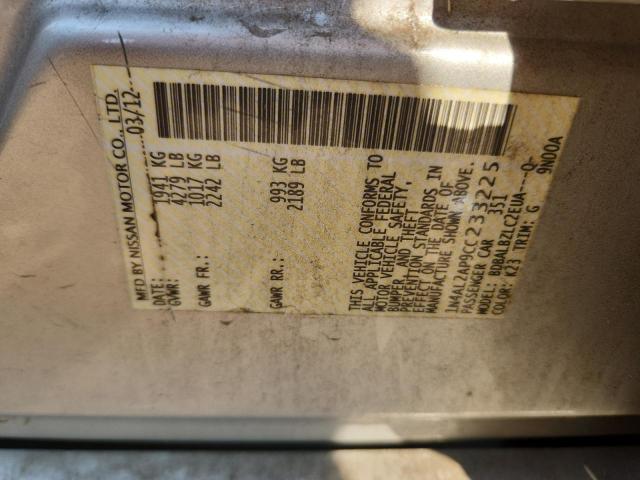 MFD BY NISSAN MOTOR CO., LTD.
DATE: 03/12
GVWR: 1941 KG
4279 LB
GAWR FR: 1017 KG
2242 LB
GAWR RR: 993 KG
2189 LB
THIS VEHICLE CONFORMS TO
ALL APPLICABLE FEDERAL
MOTOR VEHICLE SAFETY,
BUMPER, AND THEFT
PREVENTION STANDARDS IN
EFFECT ON THE DATE OF
MANUFACTURE SHOWN ABOVE.
1N4AL2AP9CC233225
PASSENGER CAR 351
MODEL: BDBALBZLC2EUA---Q-
COLOR: K23 TRIM: G 9N00A